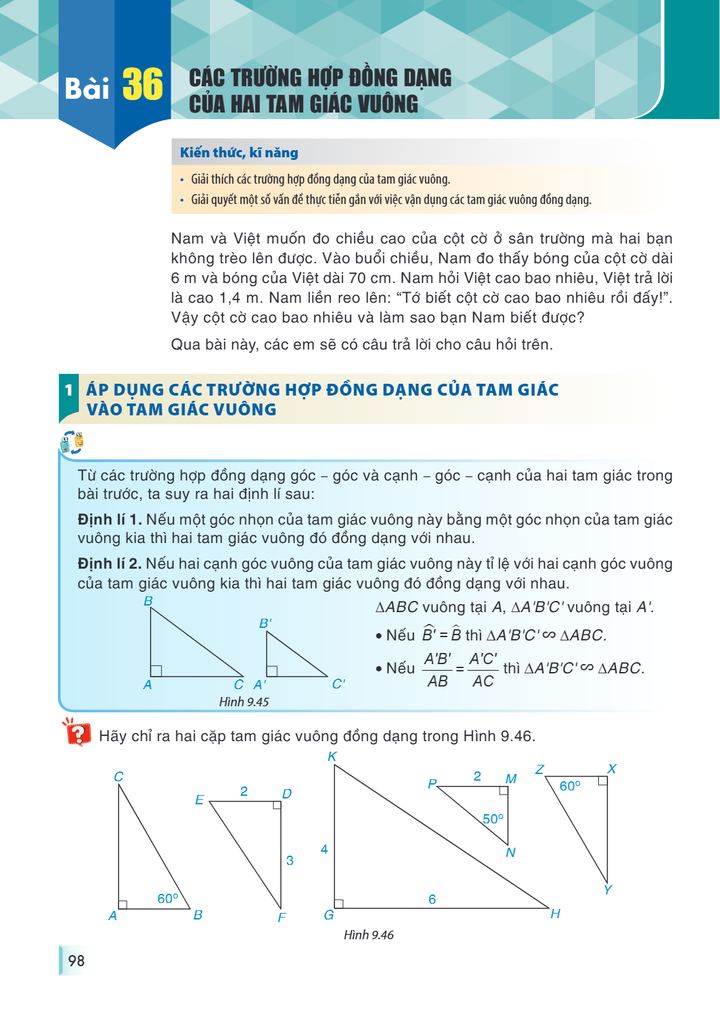 Bài 36
CÁC TRƯỜNG HỢP ĐỒNG DẠNG
CỦA HAI TAM GIÁC VUÔNG
Kiến thức, kĩ năng
• Giải thích các trường hợp đồng dạng của tam giác vuông.
• Giải quyết một số vấn đề thực tiễn gắn với việc vận dụng các tam giác vuông đồng dạng.
Nam và Việt muốn đo chiều cao của cột cờ ở sân trường mà hai bạn
không trèo lên được. Vào buổi chiều, Nam đo thấy bóng của cột cờ dài
6 m và bóng của Việt dài 70 cm. Nam hỏi Việt cao bao nhiêu, Việt trả lời
là cao 1,4 m. Nam liền reo lên: “Tớ biết cột cờ cao bao nhiêu rồi đấy!”.
Vậy cột cờ cao bao nhiêu và làm sao bạn Nam biết được?
Qua bài này, các em sẽ có câu trả lời cho câu hỏi trên.
1 ÁP DỤNG CÁC TRƯỜNG HỢP ĐỒNG DẠNG CỦA TAM GIÁC
VÀO TAM GIÁC VUÔNG
Từ các trường hợp đồng dạng góc – góc và cạnh – góc – cạnh của hai tam giác trong
bài trước, ta suy ra hai định lí sau:
Định lí 1. Nếu một góc nhọn của tam giác vuông này bằng một góc nhọn của tam giác
vuông kia thì hai tam giác vuông đó đồng dạng với nhau.
Định lí 2. Nếu hai cạnh góc vuông của tam giác vuông này tỉ lệ với hai cạnh góc vuông
của tam giác vuông kia thì hai tam giác vuông đó đồng dạng với nhau.
B
B'
A C A' C'
Hình 9.45
∆ABC vuông tại A, ∆A'B'C' vuông tại A'.
• Nếu B̂' = B̂ thì ∆A'B'C' ∽ ∆ABC.
• Nếu A'B'/AB = A'C'/AC thì ∆A'B'C' ∽ ∆ABC.
? Hãy chỉ ra hai cặp tam giác vuông đồng dạng trong Hình 9.46.
C
60º
A B
E 2 D
3
F
K
4
6
G H
P 2 M
50º
N
Z X
60º
Y
Hình 9.46
98